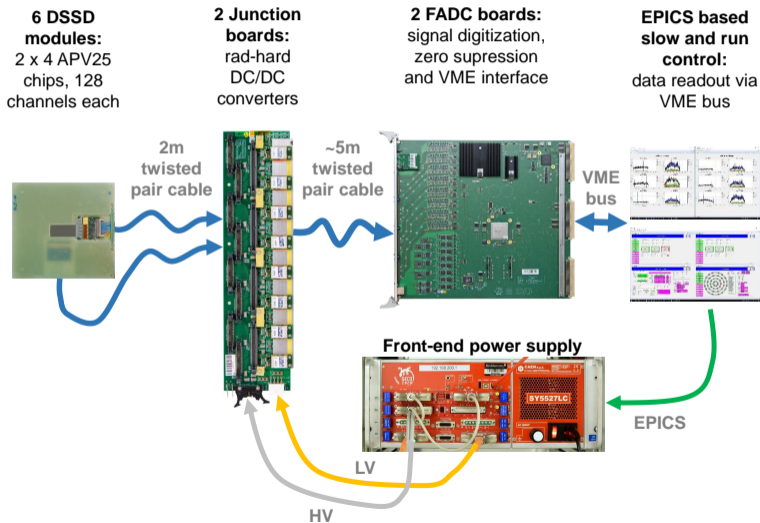 6 DSSD
modules:
2 x 4 APV25
chips, 128
channels each
2 Junction
boards:
rad-hard
DC/DC
converters
2 FADC boards:
signal digitization,
zero supression
and VME interface
EPICS based
slow and run
control:
data readout via
VME bus
2m
twisted
pair cable
~5m
twisted
pair cable
VME
bus
Front-end power supply
SY5527LC
EPICS
LV
HV